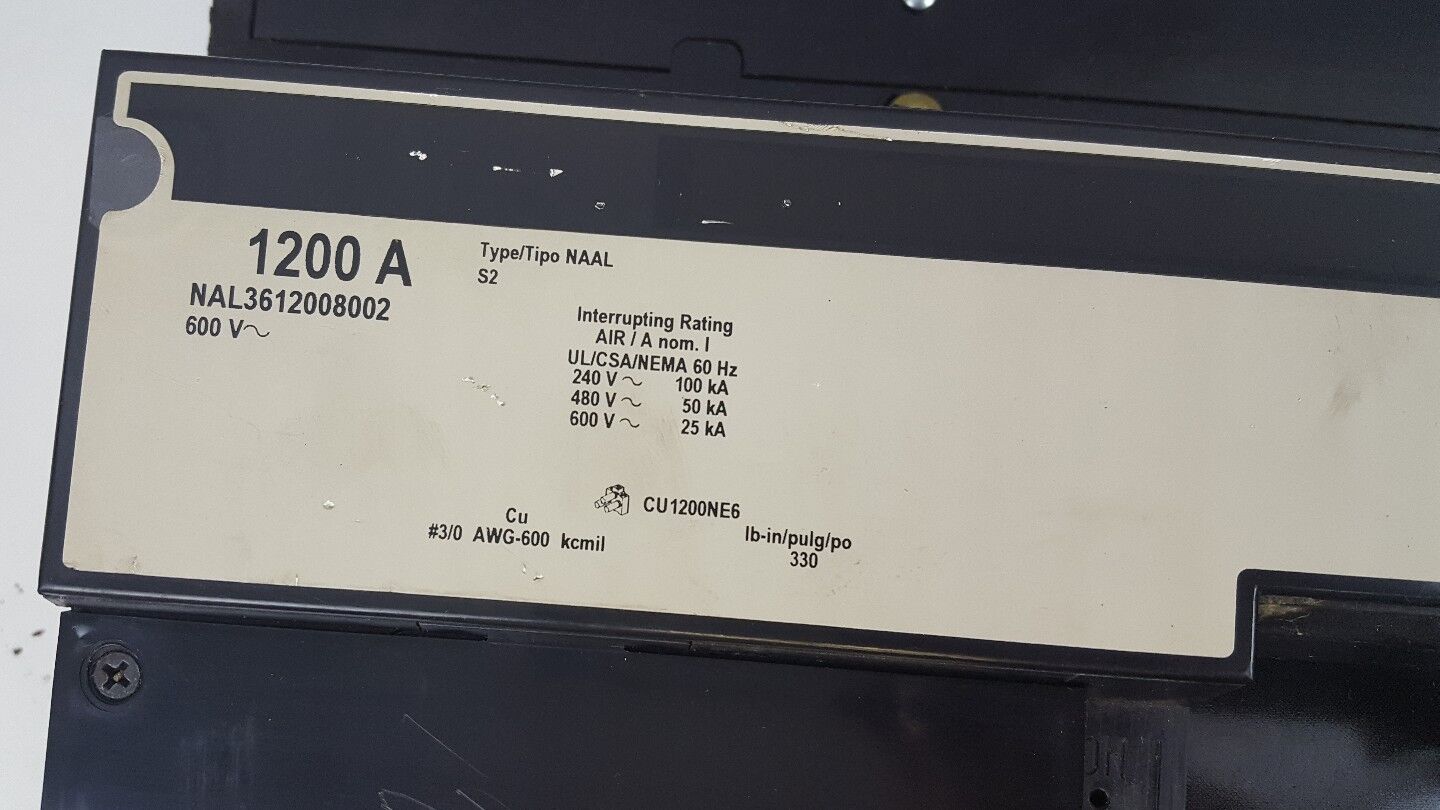 1200 A
NAL3612008002
600 V~
Type/Tipo NAAL
S2
Interrupting Rating
AIR / A nom. I
UL/CSA/NEMA 60 Hz
240 V~ 100 kA
480 V~ 50 kA
600 V~ 25 kA
CU1200NE6
Cu
#3/0 AWG-600 kcmil
lb-in/pulg/po
330
ON